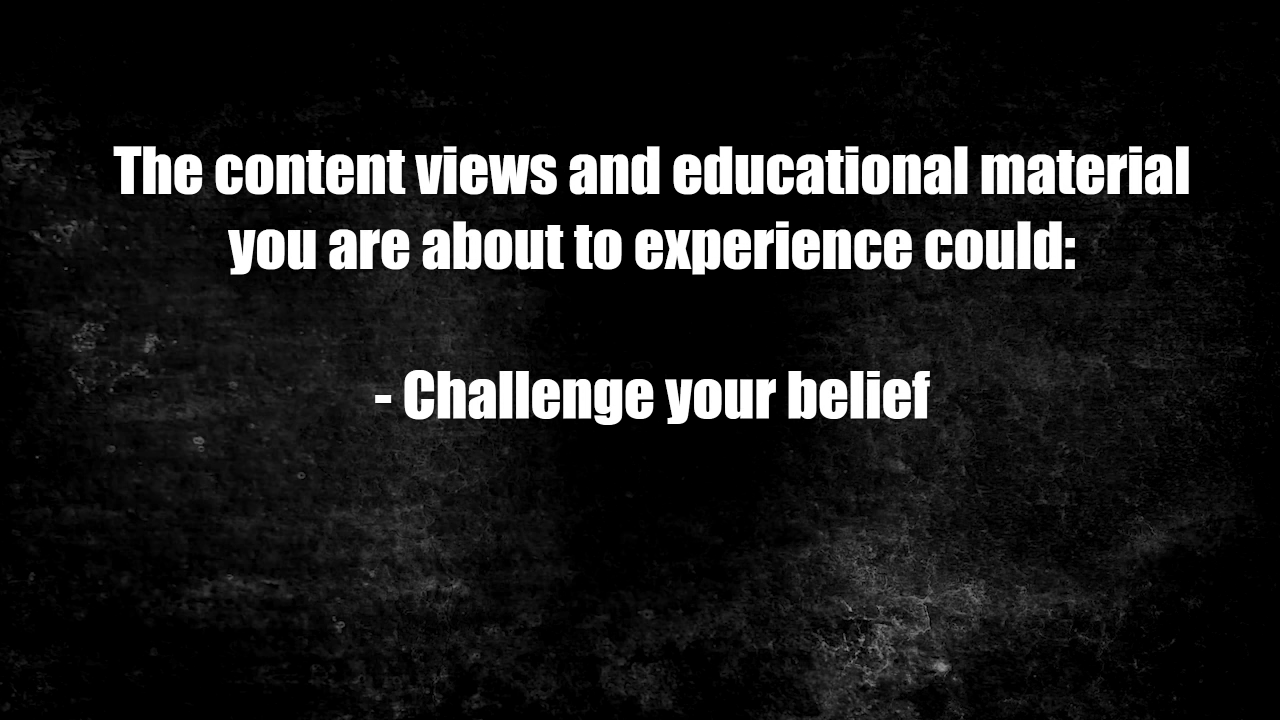 The content views and educational material
you are about to experience could:
- Challenge your belief